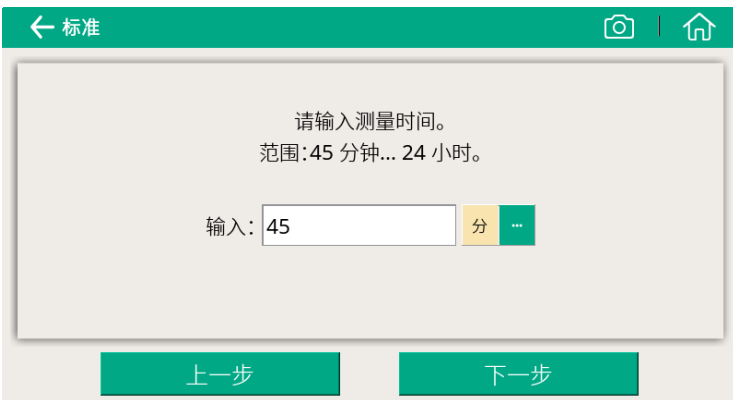 标准
请输入测量时间。
范围:45 分钟... 24 小时。
输入: 45 分 ...
上一步 下一步